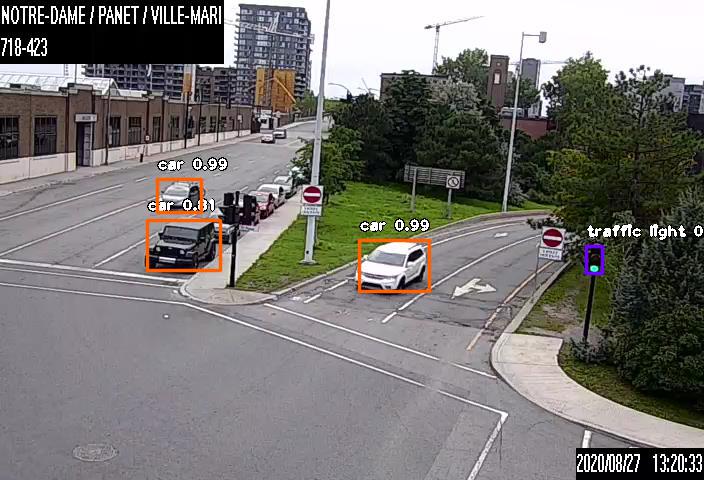 NOTRE-DAME / PANET / VILLE-MARI
718-423
car 0.99
car 0.81
car 0.99
traffic light 0
2020/08/27 13:20:33